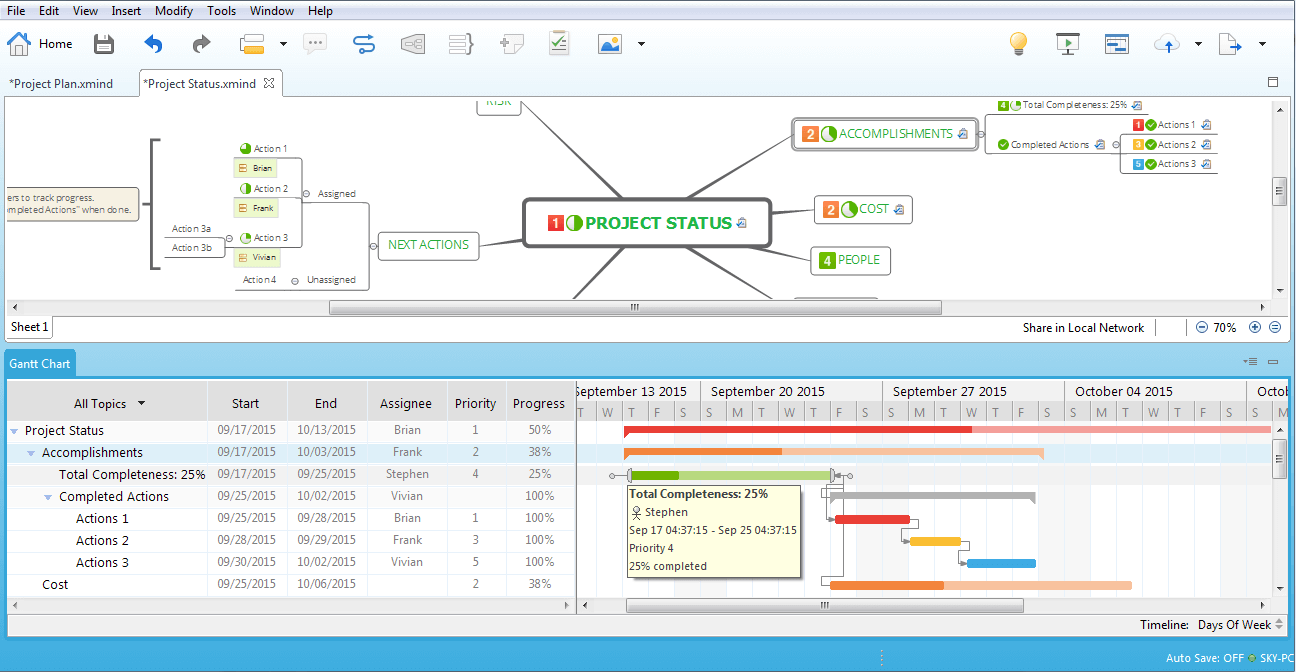 File Edit View Insert Modify Tools Window Help
Home
*Project Plan.xmind *Project Status.xmind
RISK
Total Completeness: 25%
2 ACCOMPLISHMENTS
4
1 Actions 1
Completed Actions
3 Actions 2
5 Actions 3
Action 1
Brian
Action 2
Assigned
Frank
ers to track progress.
ompleted Actions" when done.
Action 3a
Action 3
Action 3b
Vivian
Action 4
Unassigned
NEXT ACTIONS
1 PROJECT STATUS
2 COST
4 PEOPLE
Sheet 1
Share in Local Network 70%
Gantt Chart
All Topics Start End Assignee Priority Progress
September 13 2015 September 20 2015 September 27 2015 October 04 2015 Octo
T W T F S S M T W T F S S M T W T F S S M T W T F S S M
Project Status 09/17/2015 10/13/2015 Brian 1 50%
Accomplishments 09/17/2015 10/03/2015 Frank 2 38%
Total Completeness: 25% 09/17/2015 09/25/2015 Stephen 4 25%
Completed Actions 09/25/2015 10/02/2015 Vivian 100%
Actions 1 09/25/2015 09/28/2015 Brian 1 100%
Actions 2 09/28/2015 09/29/2015 Frank 3 100%
Actions 3 09/30/2015 10/02/2015 Vivian 5 100%
Cost 09/25/2015 10/06/2015 2 38%
Total Completeness: 25%
Stephen
Sep 17 04:37:15 - Sep 25 04:37:15
Priority 4
25% completed
Timeline: Days Of Week
Auto Save: OFF SKY-PC